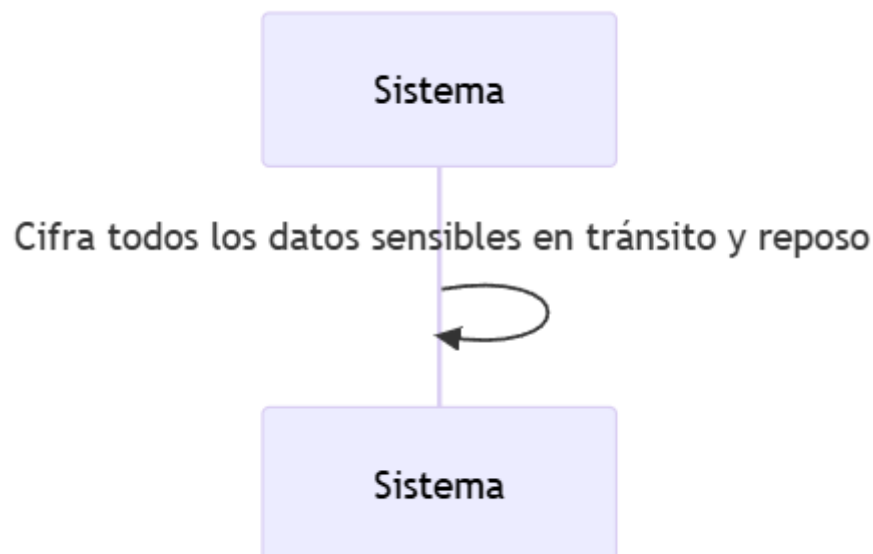 Sistema
Cifra todos los datos sensibles en tránsito y reposo
Sistema